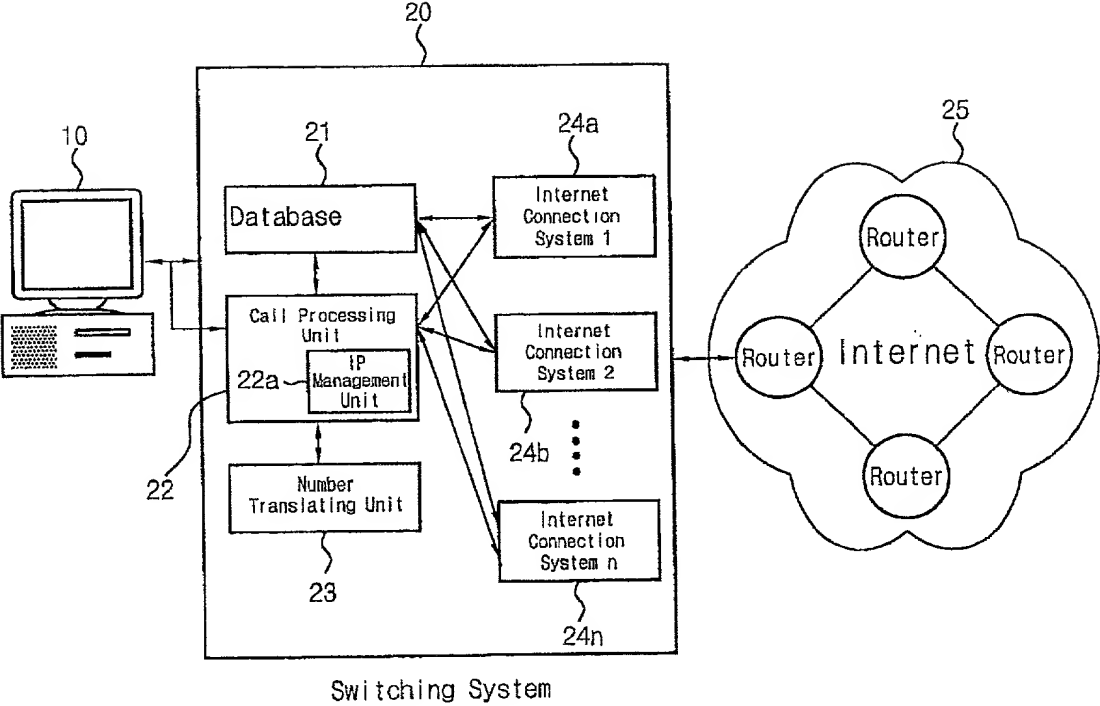 20
10
21
24a
25
Database
Internet
Connection
System 1
Router
Call Processing
Unit
22a
IP
Management
Unit
Internet
Connection
System 2
Router
Internet
Router
22
24b
Number
Translating Unit
Internet
Connection
System n
Router
23
24n
Switching System